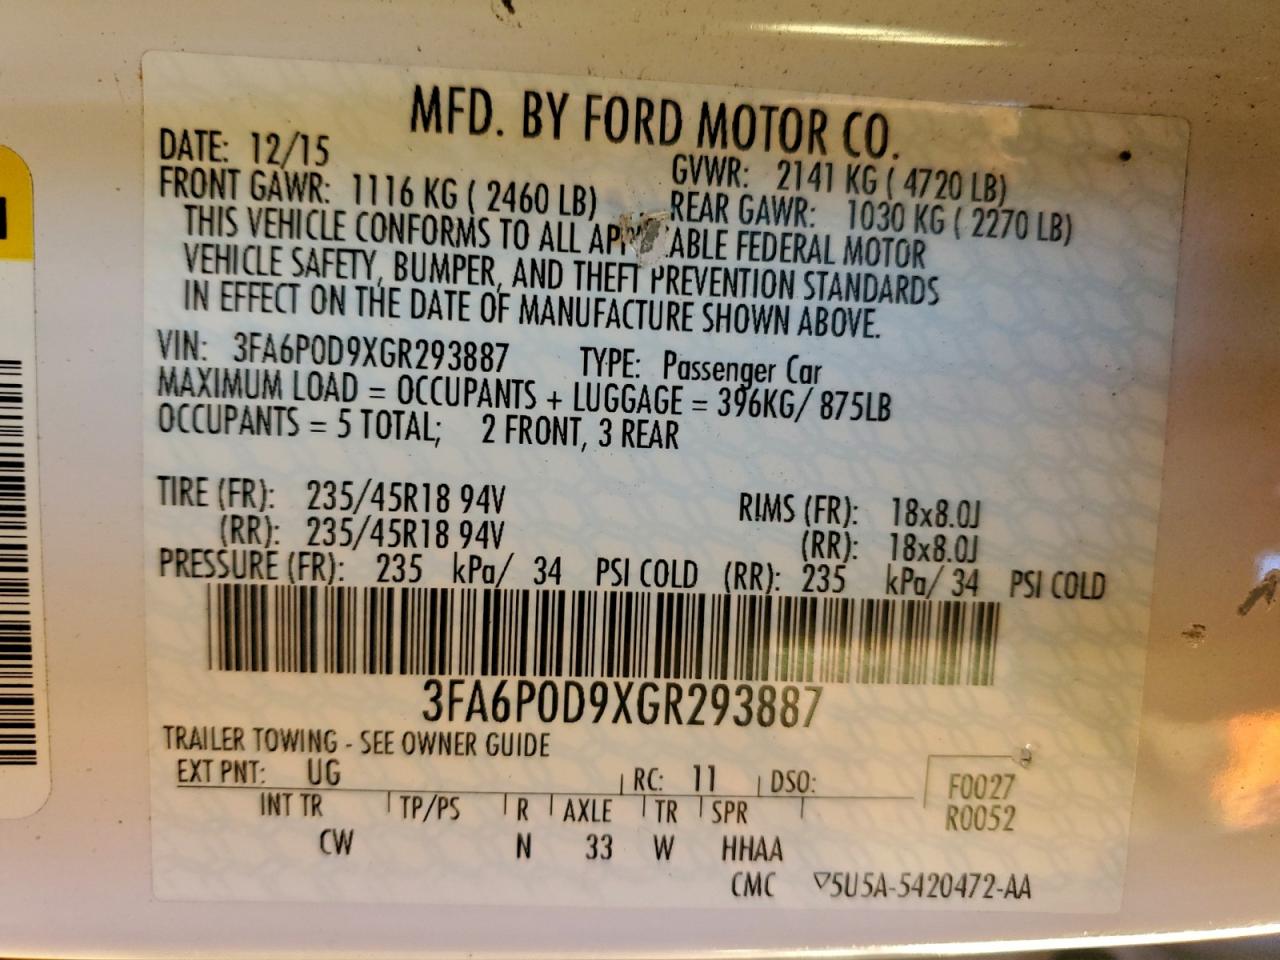 MFD. BY FORD MOTOR CO.
DATE: 12/15 GVWR: 2141 KG ( 4720 LB)
FRONT GAWR: 1116 KG ( 2460 LB) REAR GAWR: 1030 KG ( 2270 LB)
THIS VEHICLE CONFORMS TO ALL FEDERAL MOTOR
VEHICLE SAFETY, BUMPER, AND THEFT PREVENTION STANDARDS
IN EFFECT ON THE DATE OF MANUFACTURE SHOWN ABOVE.
VIN: 3FA6P0D9XGR293887 TYPE: Passenger Car
MAXIMUM LOAD = OCCUPANTS + LUGGAGE = 396KG/ 875LB
OCCUPANTS = 5 TOTAL; 2 FRONT, 3 REAR
TIRE (FR): 235/45R18 94V RIMS (FR): 18x8.0J
(RR): 235/45R18 94V (RR): 18x8.0J
PRESSURE (FR): 235 kPa/ 34 PSI COLD (RR): 235 kPa/ 34 PSI COLD
3FA6P0D9XGR293887
TRAILER TOWING - SEE OWNER GUIDE
EXT PNT: UG RC: 11 DSO: F0027
INT TR TP/PS R AXLE TR SPR R0052
CW N 33 W HHAA
CMC ▽5U5A-5420472-AA